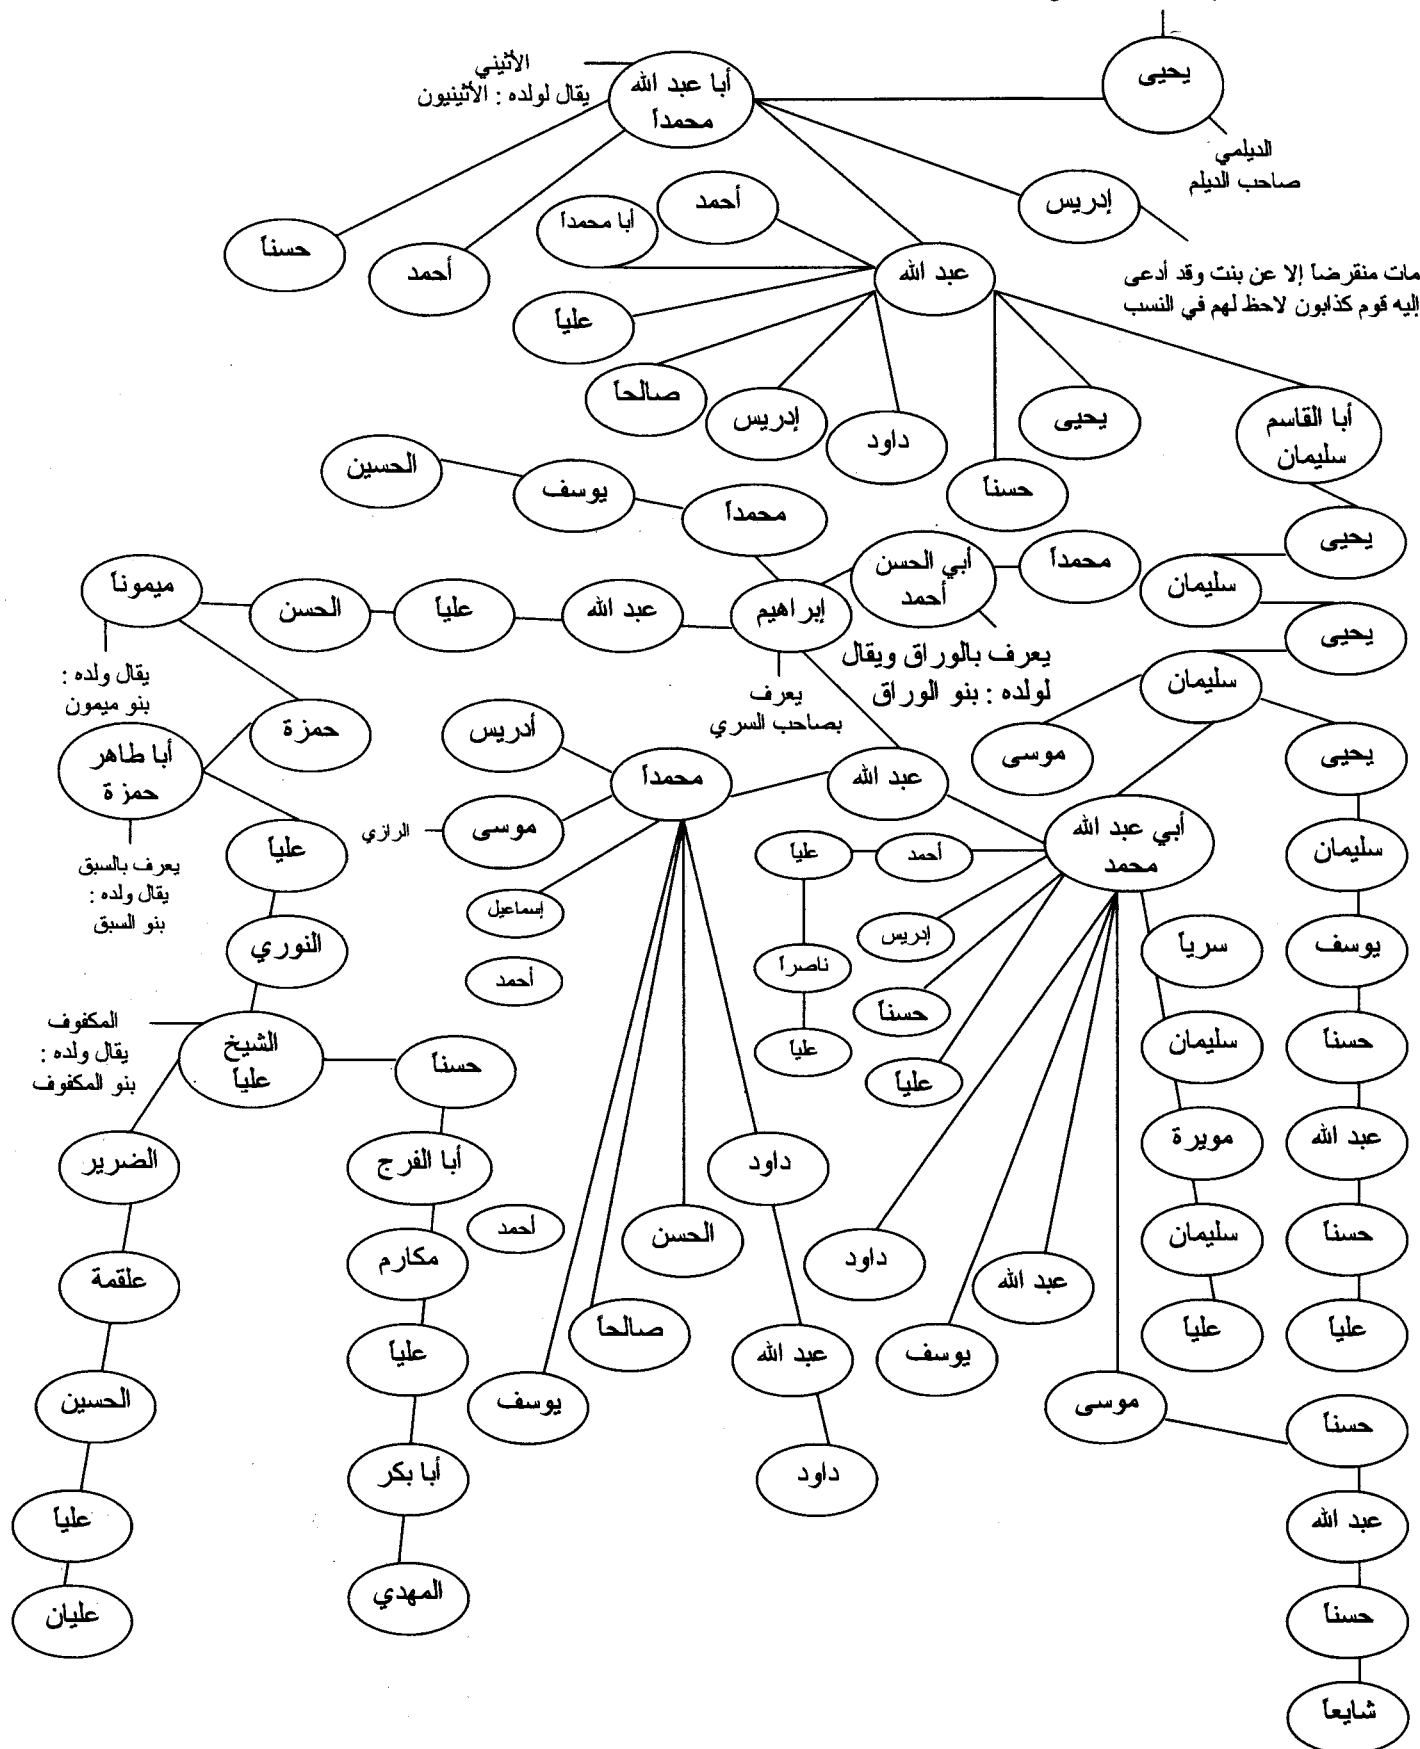 يحيى
الأثيني
يقال لولده : الأثينيون
أبا عبد الله
محمداً
الديلمي
صاحب الديلم
إدريس
أحمد
أبا محمداً
حسناً
أحمد
عبد الله
مات منقرضاً إلا عن بنت وقد أدعى
إليه قوم كذابون لاحظ لهم في النسب
علياً
صالحاً
إدريس
داود
يحيى
أبا القاسم
سليمان
حسناً
الحسين
يوسف
محمداً
يحيى
أبي الحسن
أحمد
محمداً
سليمان
ميموناً
الحسن
علياً
عبد الله
إبراهيم
يحيى
يعرف بالوراق ويقال
لولده : بنو الوراق
سليمان
يقال ولده :
بنو ميمون
يعرف
بصاحب السري
حمزة
أدريس
موسى
يحيى
أبا طاهر
حمزة
محمداً
عبد الله
أبي عبد الله
محمد
الرازي
موسى
علياً
أحمد
سليمان
علياً
يعرف بالسبق
يقال ولده :
بنو السبق
إسماعيل
إدريس
سرياً
يوسف
النوري
أحمد
ناصراً
حسناً
المكفوف
يقال ولده :
بنو المكفوف
الشيخ
علياً
حسناً
علياً
علياً
سليمان
حسناً
الضرير
أبا الفرج
داود
مويرة
عبد الله
أحمد
الحسن
سليمان
حسناً
علقمة
مكارم
داود
عبد الله
صالحاً
علياً
علياً
علياً
عبد الله
يوسف
الحسين
يوسف
موسى
حسناً
أبا بكر
داود
علياً
عبد الله
المهدي
عليان
حسناً
شايعاً